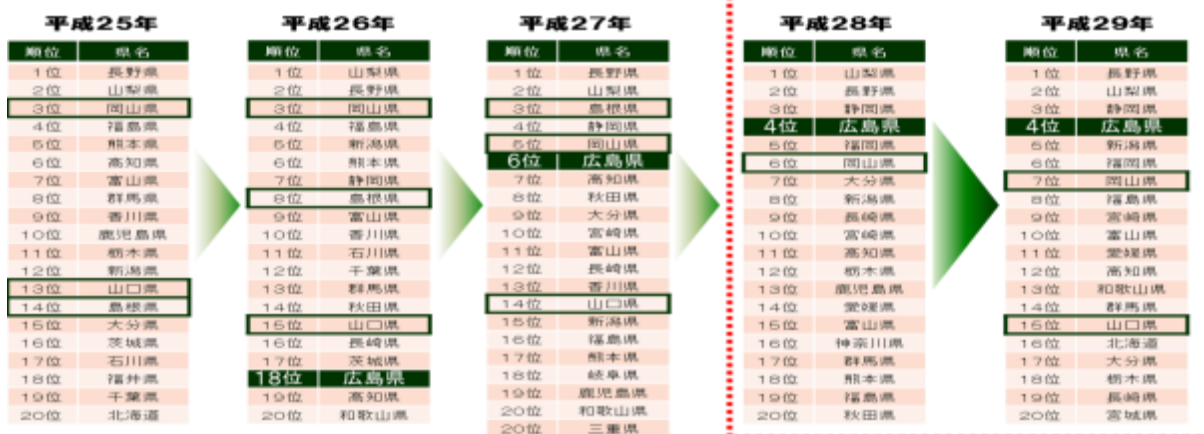 平成25年
順位 県名
1位 長野県
2位 山梨県
3位 岡山県
4位 福島県
5位 熊本県
6位 高知県
7位 富山県
8位 群馬県
9位 香川県
10位 鹿児島県
11位 栃木県
12位 新潟県
13位 山口県
14位 島根県
15位 大分県
16位 茨城県
17位 石川県
18位 福井県
19位 千葉県
20位 北海道
平成26年
順位 県名
1位 山梨県
2位 長野県
3位 岡山県
4位 福島県
5位 新潟県
6位 熊本県
7位 静岡県
8位 島根県
9位 富山県
10位 香川県
11位 石川県
12位 千葉県
13位 群馬県
14位 秋田県
15位 山口県
16位 長崎県
17位 茨城県
18位 広島県
19位 高知県
20位 和歌山県
平成27年
順位 県名
1位 長野県
2位 山梨県
3位 島根県
4位 静岡県
5位 岡山県
6位 広島県
7位 高知県
8位 秋田県
9位 大分県
10位 宮崎県
11位 富山県
12位 長崎県
13位 香川県
14位 山口県
15位 新潟県
16位 福島県
17位 熊本県
18位 岐阜県
19位 鹿児島県
20位 和歌山県
20位 三重県
平成28年
順位 県名
1位 山梨県
2位 長野県
3位 静岡県
4位 広島県
5位 福岡県
6位 岡山県
7位 大分県
8位 新潟県
9位 長崎県
10位 宮崎県
11位 高知県
12位 栃木県
13位 鹿児島県
14位 愛媛県
15位 富山県
16位 神奈川県
17位 群馬県
18位 熊本県
19位 福島県
20位 秋田県
平成29年
順位 県名
1位 長野県
2位 山梨県
3位 静岡県
4位 広島県
5位 新潟県
6位 福岡県
7位 岡山県
8位 福島県
9位 宮崎県
10位 富山県
11位 愛媛県
12位 高知県
13位 和歌山県
14位 群馬県
15位 山口県
16位 北海道
17位 大分県
18位 栃木県
19位 長崎県
20位 宮城県